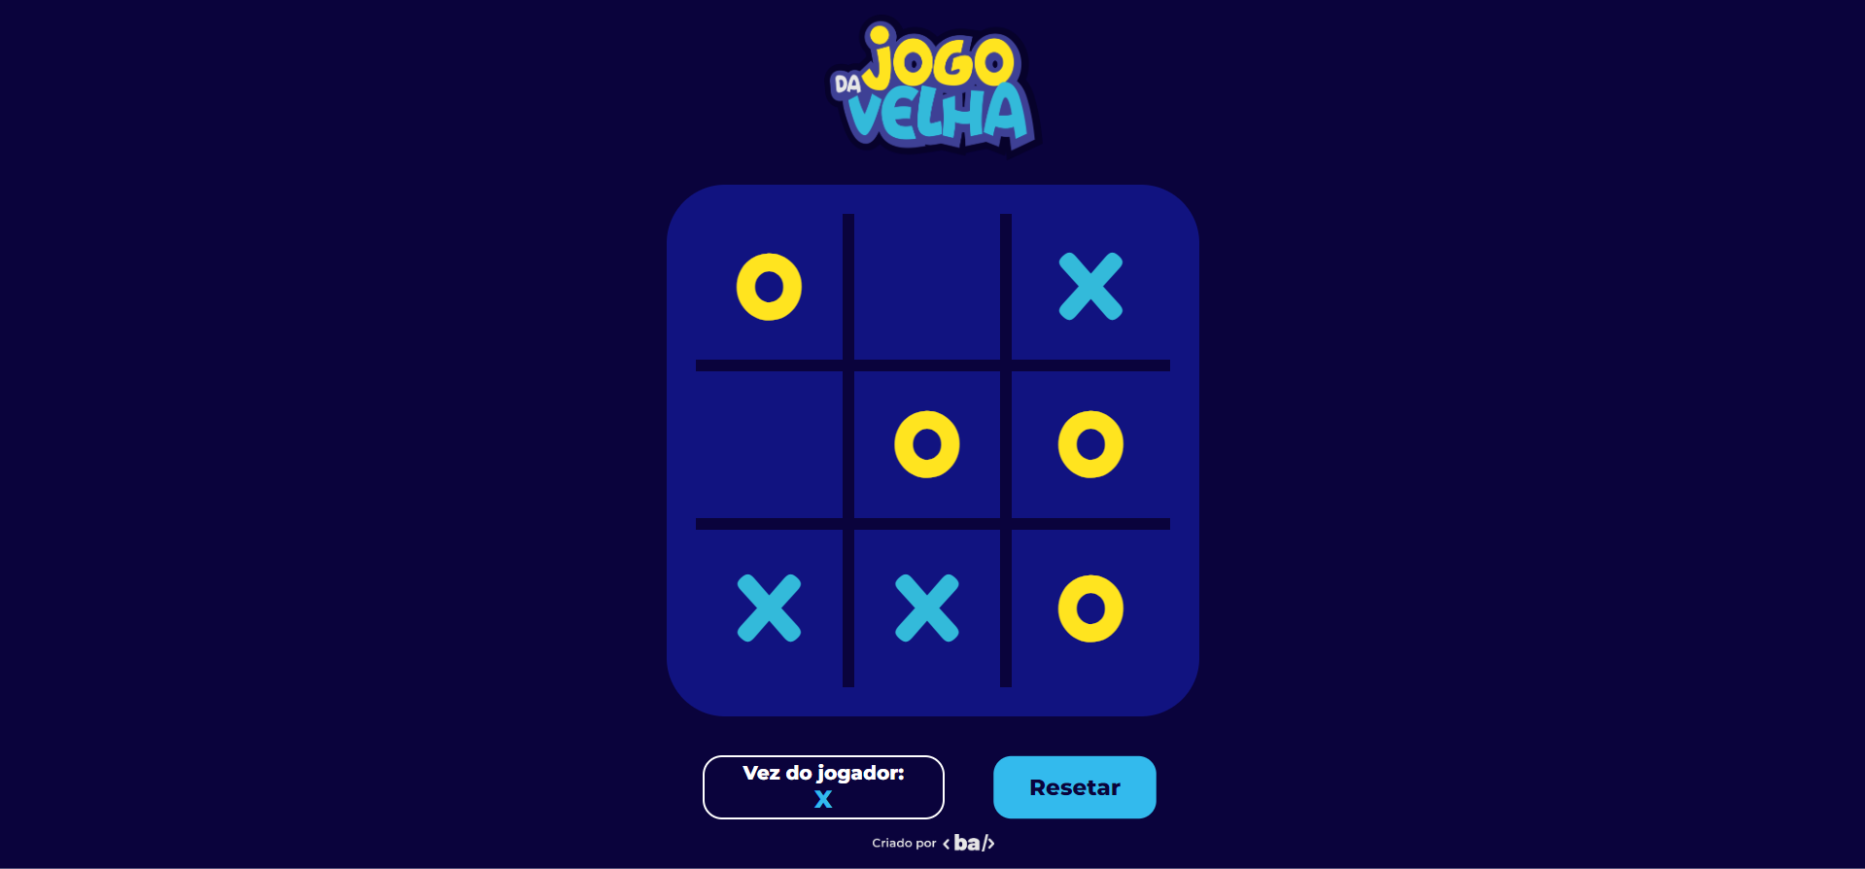 JOGO
DA
VELHA
O X
O O
X X O
Vez do jogador:
X
Resetar
Criado por <ba/>